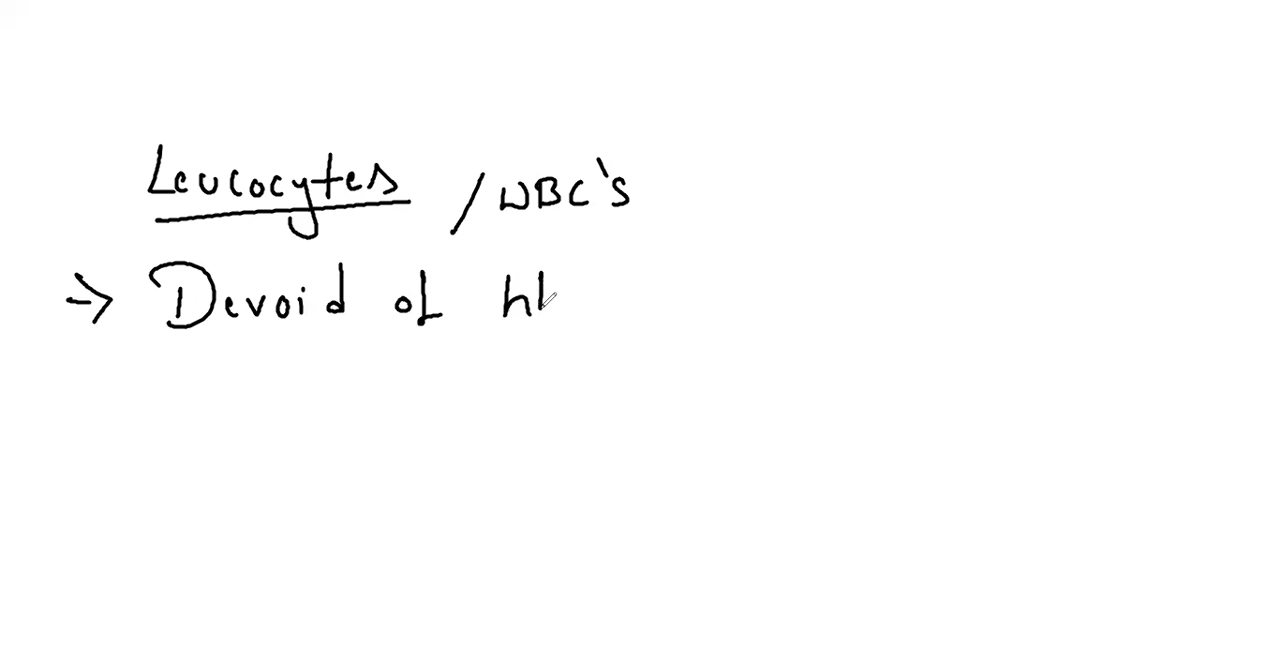 Leucocytes / WBC's
→ Devoid of h